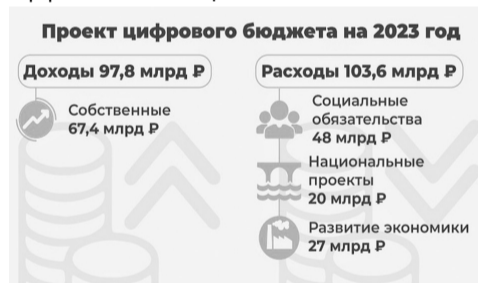 Проект цифрового бюджета на 2023 год
Доходы 97,8 млрд ₽
Собственные
67,4 млрд ₽
Расходы 103,6 млрд ₽
Социальные
обязательства
48 млрд ₽
Национальные
проекты
20 млрд ₽
Развитие экономики
27 млрд ₽